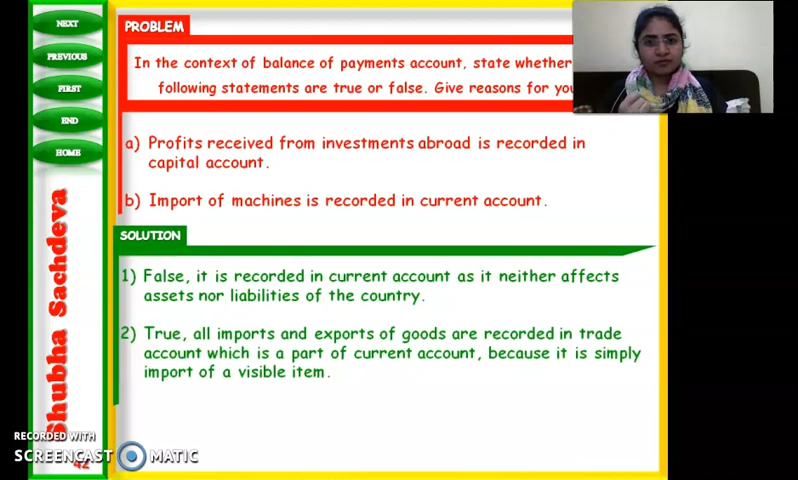 NEXT
PREVIOUS
FIRST
END
HOME
Shubha Sachdeva
PROBLEM
In the context of balance of payments account, state whether
following statements are true or false. Give reasons for
a) Profits received from investments abroad is recorded in
capital account.
b) Import of machines is recorded in current account.
SOLUTION
1) False, it is recorded in current account as it neither affects
assets nor liabilities of the country.
2) True, all imports and exports of goods are recorded in trade
account which is a part of current account, because it is simply
import of a visible item.
RECORDED WITH
SCREENCAST MATIC
42